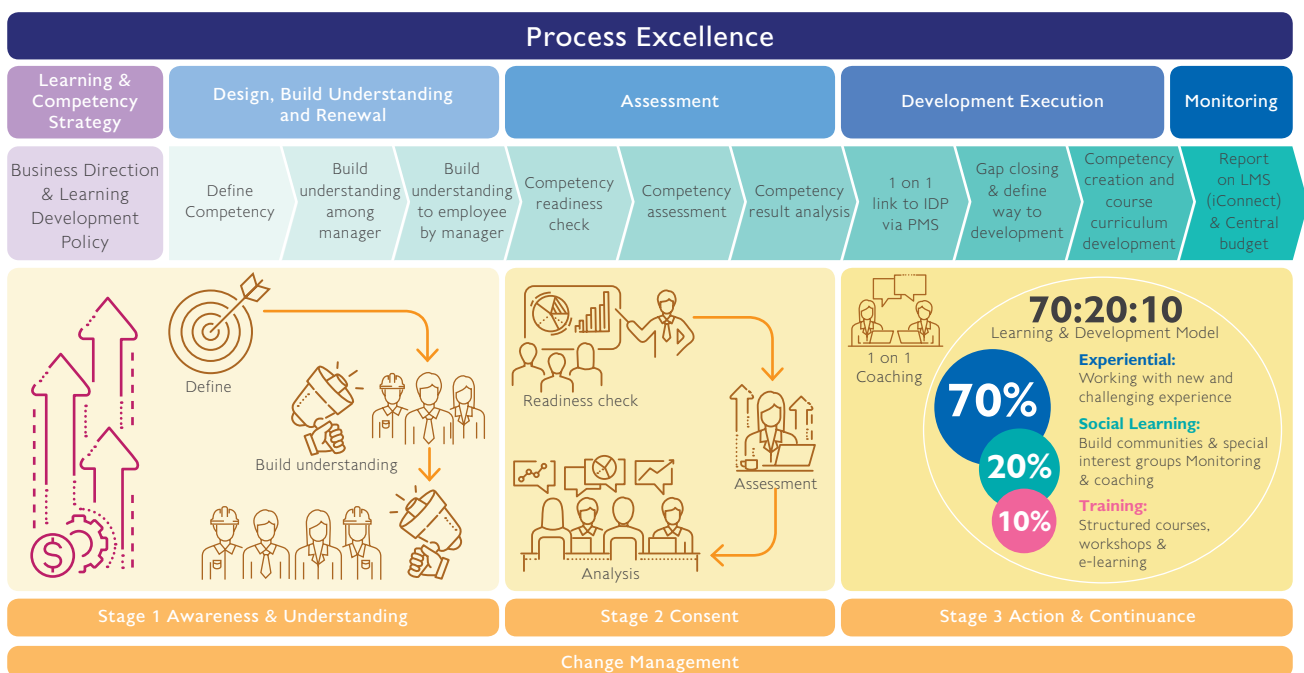 Process Excellence
Learning &
Competency
Strategy
Design, Build Understanding
and Renewal
Assessment
Development Execution
Monitoring
Business Direction
& Learning
Development
Policy
Define
Competency
Build
understanding
among
manager
Build
understanding
to employee
by manager
Competency
readiness
check
Competency
assessment
Competency
result analysis
1 on 1
link to IDP
via PMS
Gap closing
& define
way to
development
Competency
creation and
course
curriculum
development
Report
on LMS
(iConnect)
& Central
budget
Define
Build understanding
Readiness check
Assessment
Analysis
1 on 1
Coaching
70:20:10
Learning & Development Model
70%
Experiential:
Working with new and
challenging experience
20%
Social Learning:
Build communities & special
interest groups Monitoring
& coaching
10%
Training:
Structured courses,
workshops &
e-learning
Stage 1 Awareness & Understanding
Stage 2 Consent
Stage 3 Action & Continuance
Change Management